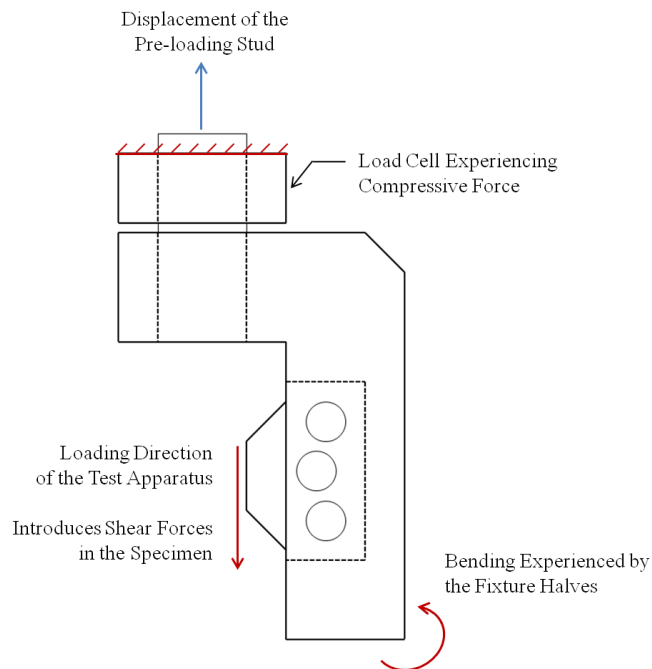 Displacement of the
Pre-loading Stud
Load Cell Experiencing
Compressive Force
Loading Direction
of the Test Apparatus
Introduces Shear Forces
in the Specimen
Bending Experienced by
the Fixture Halves